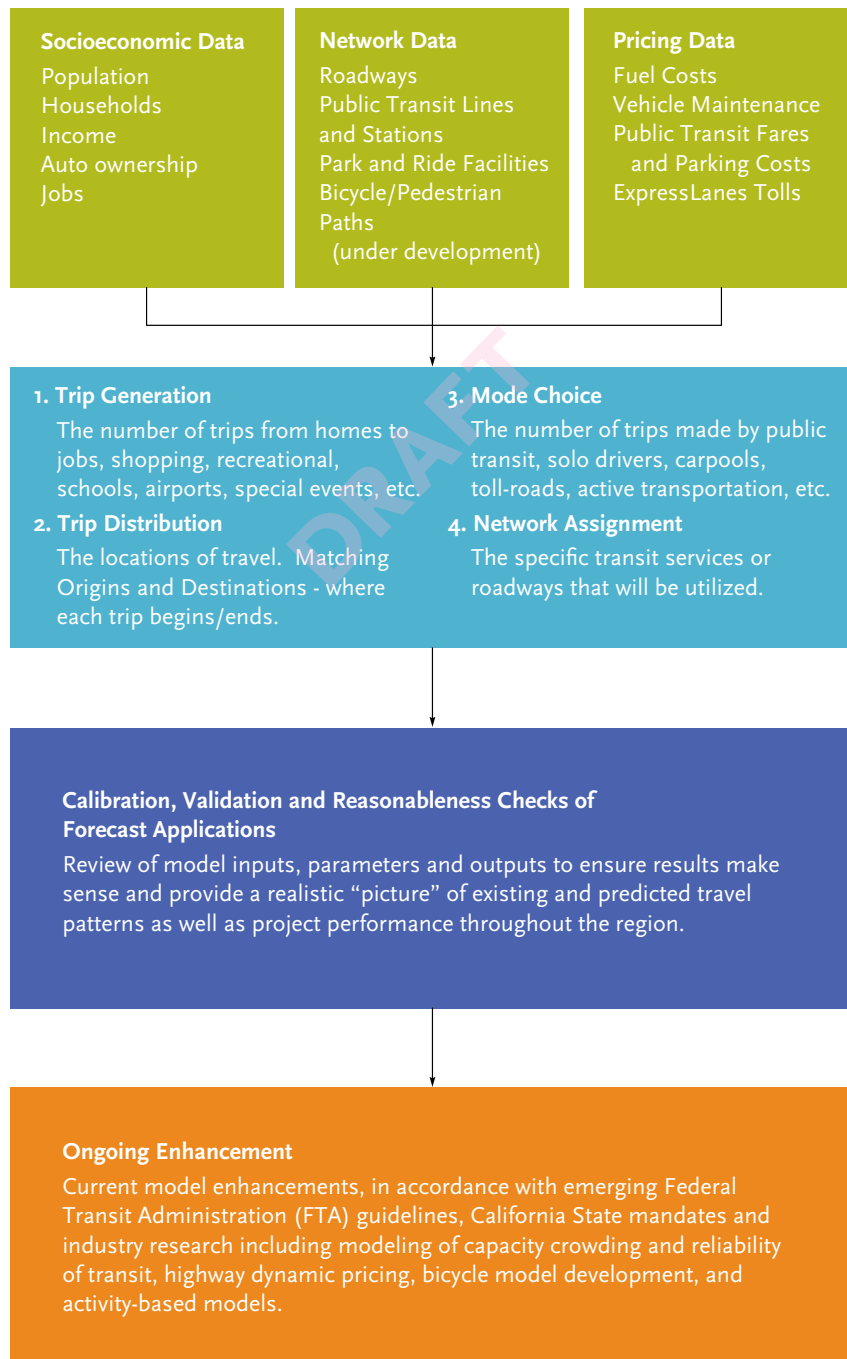 Socioeconomic Data
Population
Households
Income
Auto ownership
Jobs
Network Data
Roadways
Public Transit Lines
and Stations
Park and Ride Facilities
Bicycle/Pedestrian
Paths
(under development)
Pricing Data
Fuel Costs
Vehicle Maintenance
Public Transit Fares
and Parking Costs
ExpressLanes Tolls
1. Trip Generation
The number of trips from homes to
jobs, shopping, recreational,
schools, airports, special events, etc.
2. Trip Distribution
The locations of travel.  Matching
Origins and Destinations - where
each trip begins/ends.
3. Mode Choice
The number of trips made by public
transit, solo drivers, carpools,
toll-roads, active transportation, etc.
4. Network Assignment
The specific transit services or
roadways that will be utilized.
DRAFT
Calibration, Validation and Reasonableness Checks of
Forecast Applications
Review of model inputs, parameters and outputs to ensure results make
sense and provide a realistic “picture” of existing and predicted travel
patterns as well as project performance throughout the region.
Ongoing Enhancement
Current model enhancements, in accordance with emerging Federal
Transit Administration (FTA) guidelines, California State mandates and
industry research including modeling of capacity crowding and reliability
of transit, highway dynamic pricing, bicycle model development, and
activity-based models.